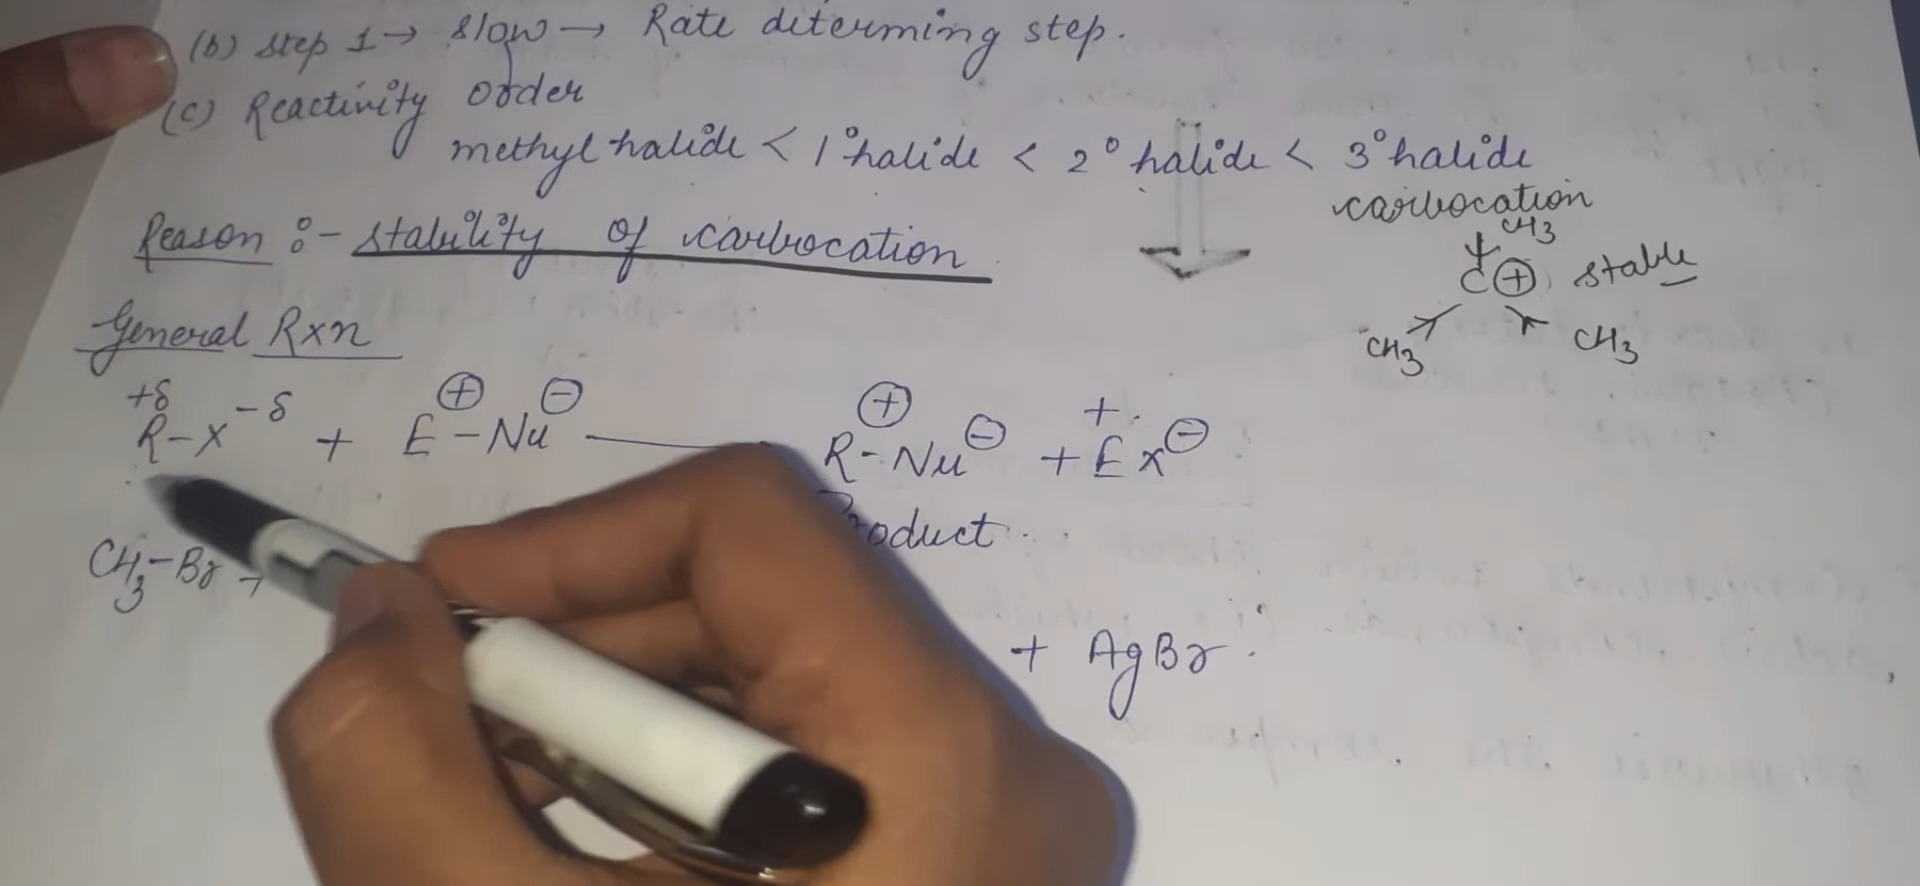 (b) Step 1 → slow → Rate determing step.
(c) Reactivity order
methyl halide < 1° halide < 2° halide < 3° halide
carbocation
Reason :- stability of carbocation
CH3
C⊕ stable
CH3 CH3
General Rxn
+δ -δ ⊕ ⊖ ⊕ ⊖ + ⊖
R-X + E-Nu — R-Nu + Ex
Product
CH3-Br +
+ AgBr.